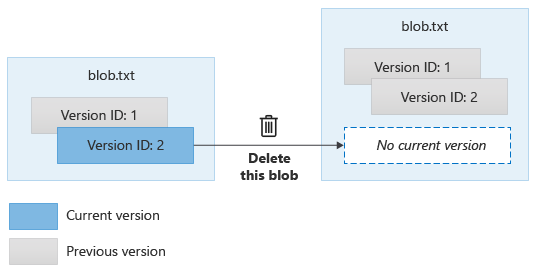 blob.txt
Version ID: 1
Version ID: 2
Delete
this blob
blob.txt
Version ID: 1
Version ID: 2
No current version
Current version
Previous version